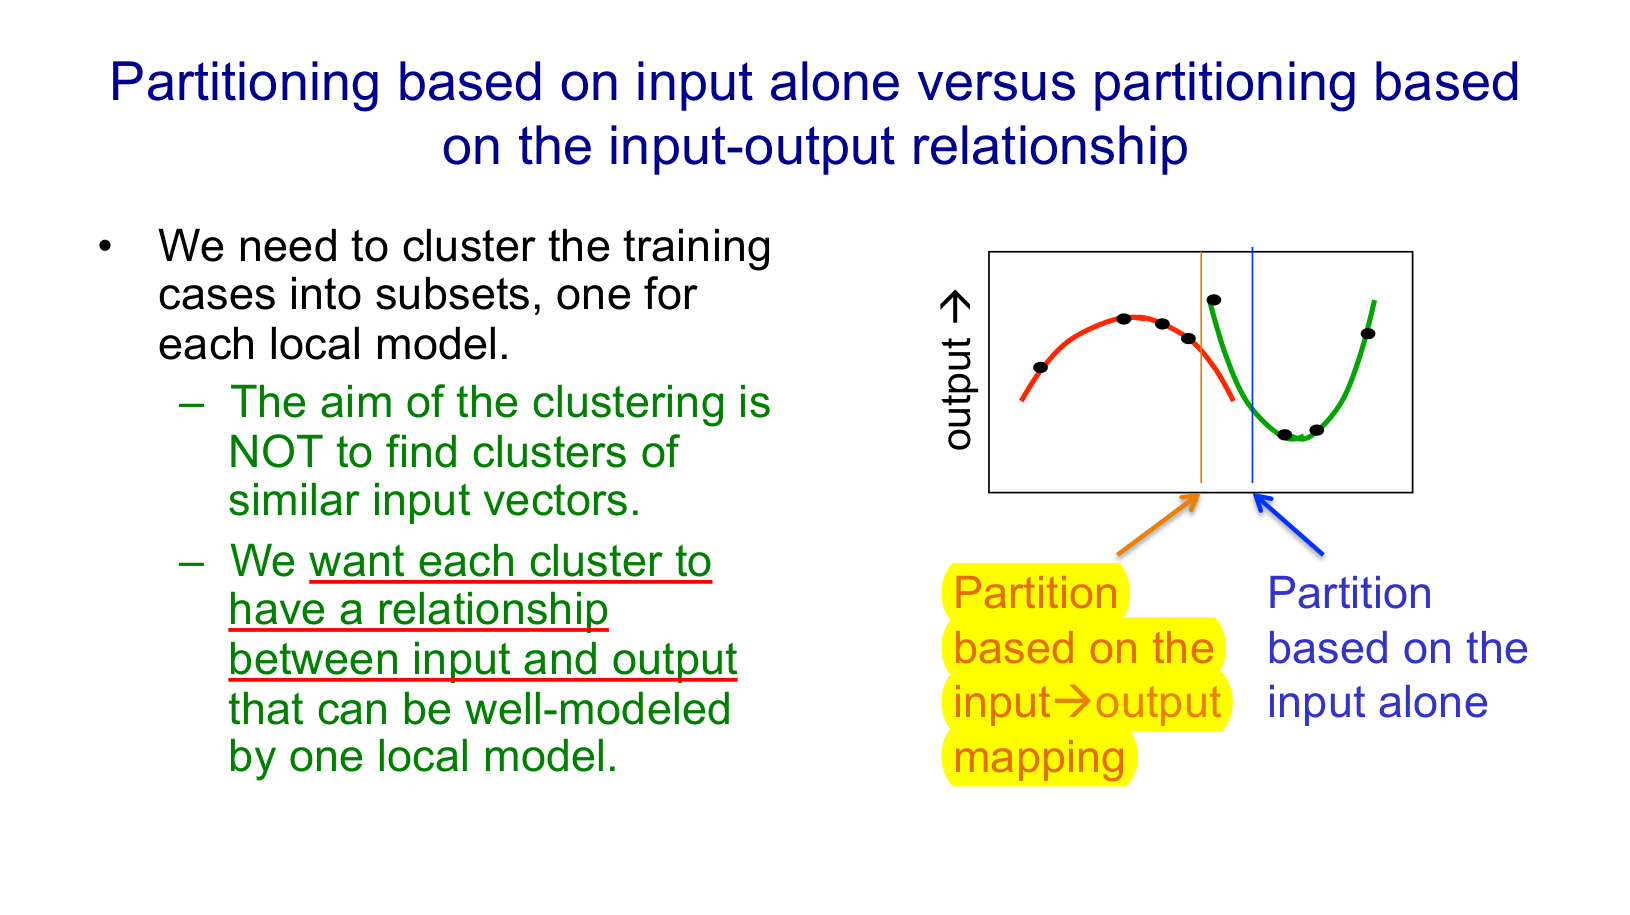 Partitioning based on input alone versus partitioning based
on the input-output relationship
• We need to cluster the training
cases into subsets, one for
each local model.
– The aim of the clustering is
NOT to find clusters of
similar input vectors.
– We want each cluster to
have a relationship
between input and output
that can be well-modeled
by one local model.
output →
Partition
based on the
input→output
mapping
Partition
based on the
input alone